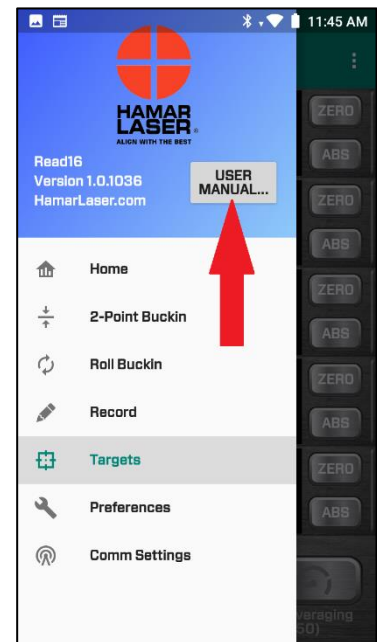 11:45 AM
HAMAR
LASER®
ALIGN WITH THE BEST
Read16
Version 1.0.1036
HamarLaser.com
USER
MANUAL...
Home
2-Point Buckin
Roll Buckin
Record
Targets
Preferences
Comm Settings
ZERO
ABS
ZERO
ABS
ZERO
ABS
ZERO
ABS
ZERO
ABS
veraging
50)